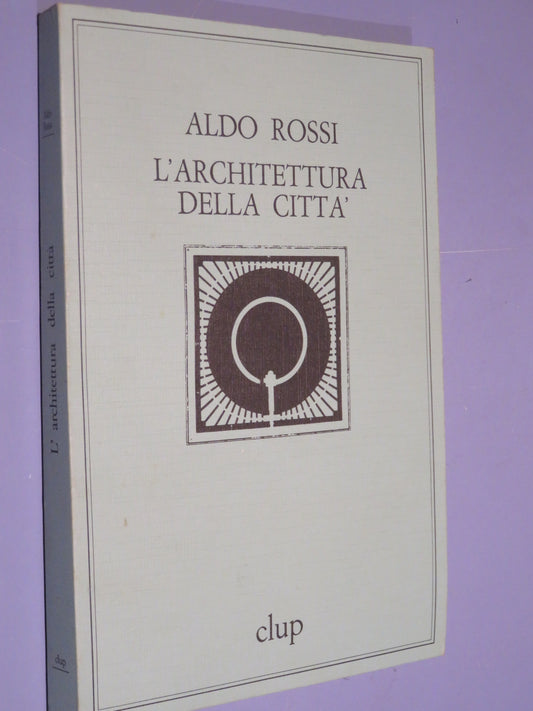 ALDO ROSSI
L'ARCHITETTURA
DELLA CITTA'
clup
L' architettura della città
clup